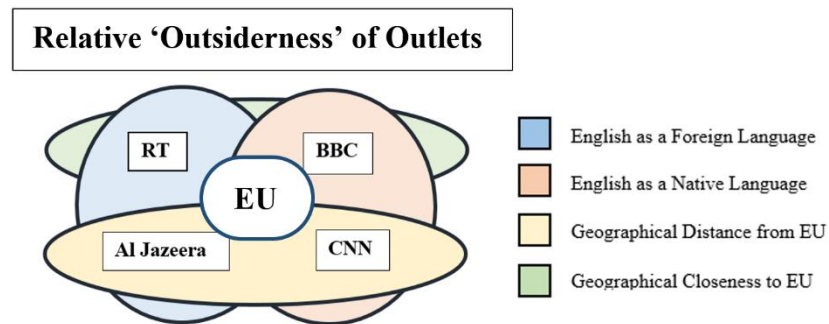 Relative ‘Outsiderness’ of Outlets
RT
BBC
EU
Al Jazeera
CNN
English as a Foreign Language
English as a Native Language
Geographical Distance from EU
Geographical Closeness to EU